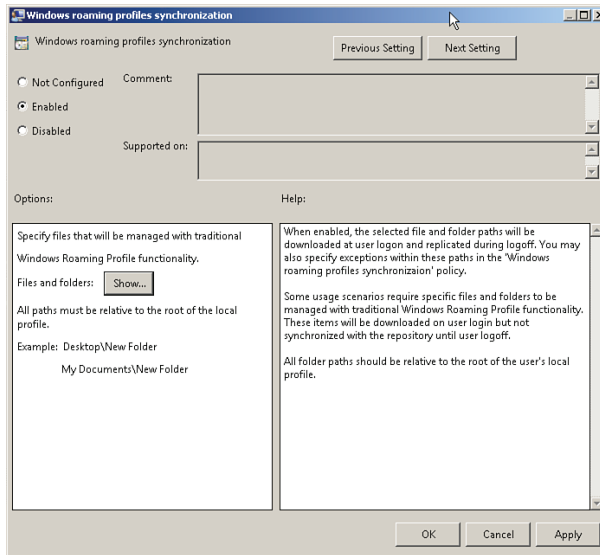 Windows roaming profiles synchronization
Windows roaming profiles synchronization
Previous Setting
Next Setting
Not Configured
Comment:
Enabled
Disabled
Supported on:
Options:
Help:
Specify files that will be managed with traditional
Windows Roaming Profile functionality.
Files and folders:
Show...
All paths must be relative to the root of the local
profile.
Example: Desktop\New Folder
My Documents\New Folder
When enabled, the selected file and folder paths will be
downloaded at user logon and replicated during logoff. You may
also specify exceptions within these paths in the 'Windows
roaming profiles synchronizaion' policy.
Some usage scenarios require specific files and folders to be
managed with traditional Windows Roaming Profile functionality.
These items will be downloaded on user login but not
synchronized with the repository until user logoff.
All folder paths should be relative to the root of the user's local
profile.
OK
Cancel
Apply